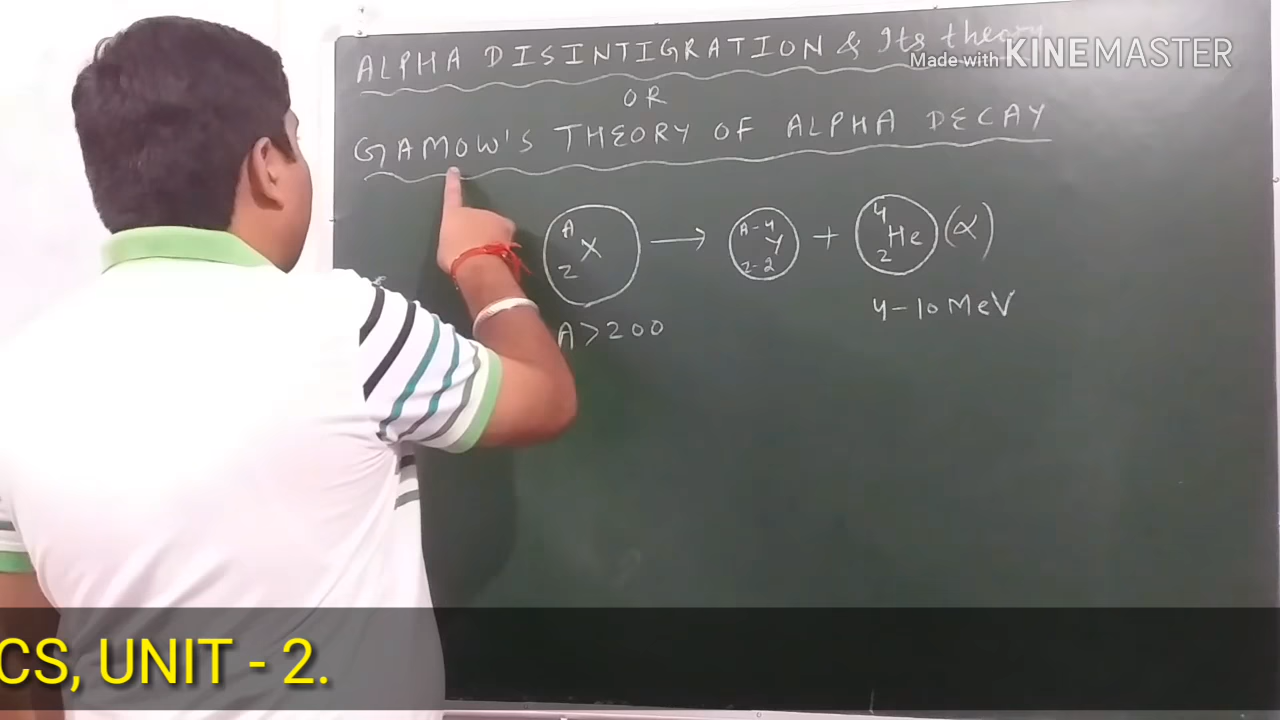 ALPHA DISINTIGRATION & Its theory
Made with KINEMASTER
OR
GAMOW'S THEORY OF ALPHA DECAY
A X Z → A-4 Y Z-2 + 4 He 2 (α)
A > 200
4-10 MeV
CS, UNIT - 2.